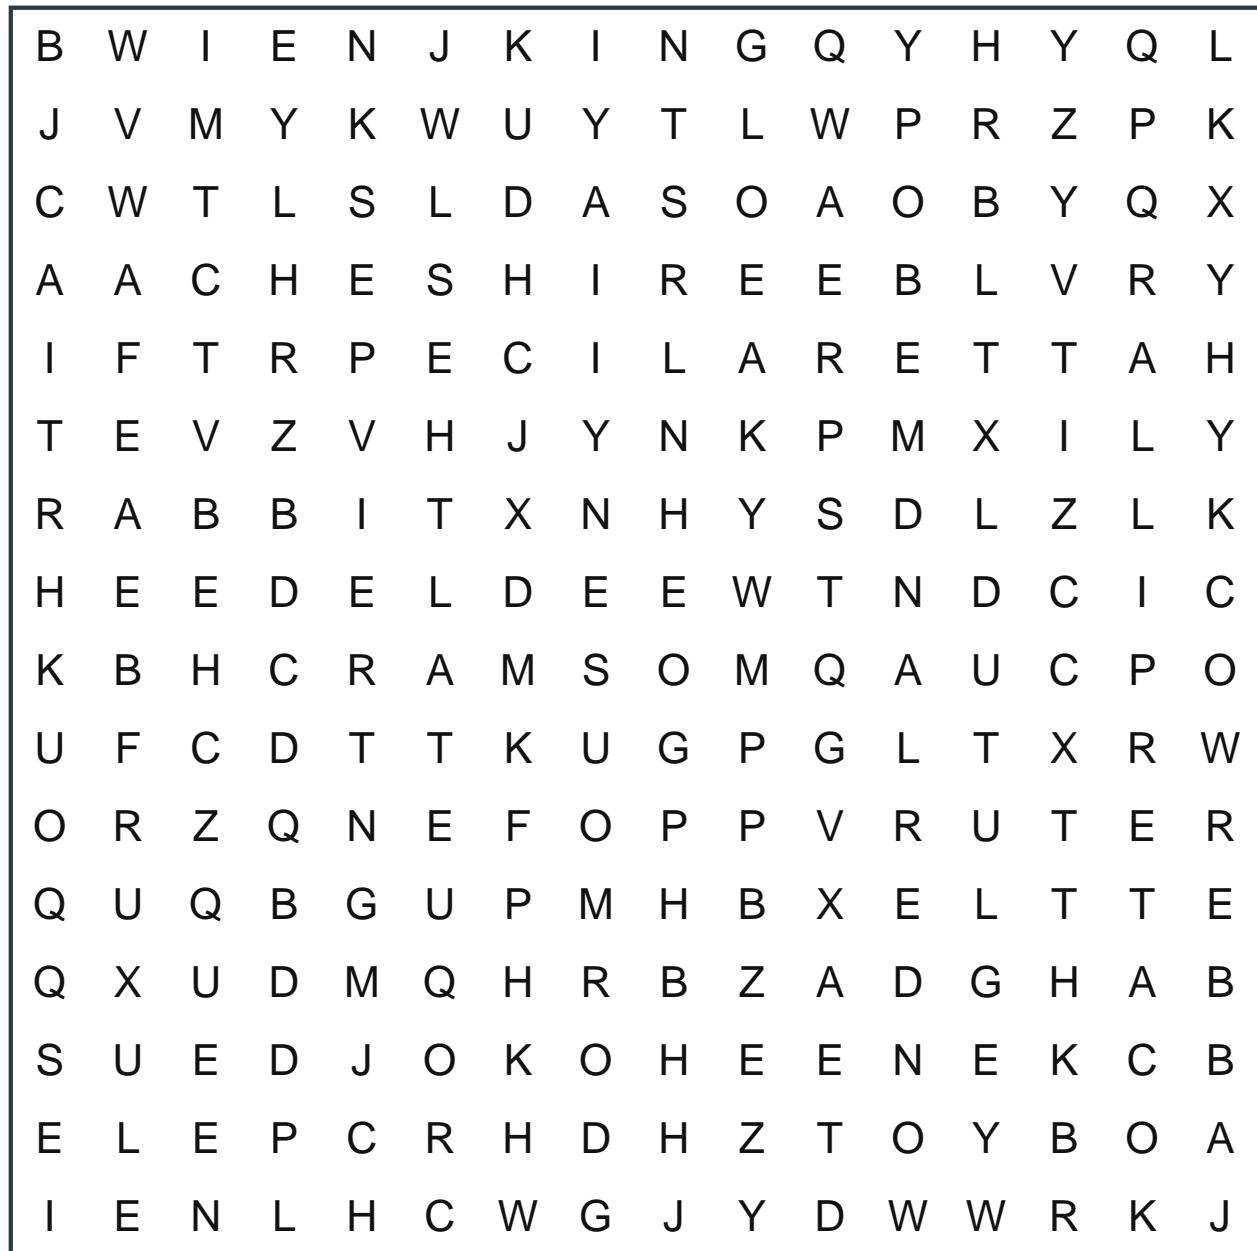 B W I E N J K I N G Q Y H Y Q L
J V M Y K W U Y T L W P R Z P K
C W T L S L D A S O A O B Y Q X
A A C H E S H I R E E B L V R Y
I F T R P E C I L A R E T T A H
T E V Z V H J Y N K P M X I L Y
R A B B I T X N H Y S D L Z L K
H E E D E L D E E W T N D C I C
K B H C R A M S O M Q A U C P O
U F C D T T K U G P G L T X R W
O R Z Q N E F O P P V R U T E R
Q U Q B G U P M H B X E L T T E
Q X U D M Q H R B Z A D G H A B
S U E D J O K O H E E N E K C B
E L E P C R H D H Z T O Y B O A
I E N L H C W G J Y D W W R K J